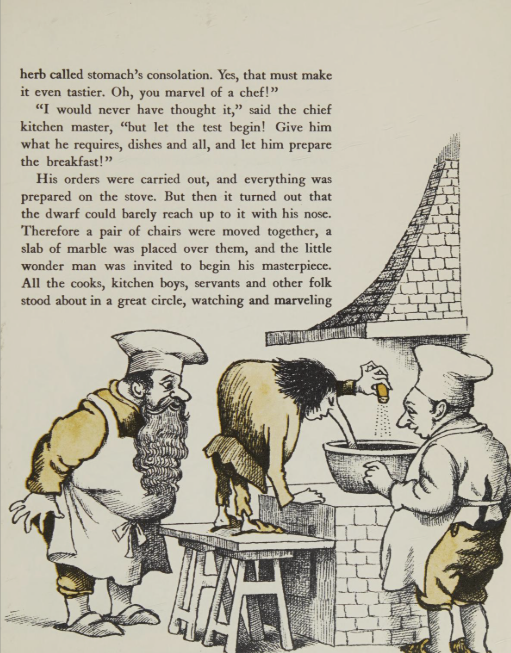 herb called stomach's consolation. Yes, that must make
it even tastier. Oh, you marvel of a chef!"
"I would never have thought it," said the chief
kitchen master, "but let the test begin! Give him
what he requires, dishes and all, and let him prepare
the breakfast!"
His orders were carried out, and everything was
prepared on the stove. But then it turned out that
the dwarf could barely reach up to it with his nose.
Therefore a pair of chairs were moved together, a
slab of marble was placed over them, and the little
wonder man was invited to begin his masterpiece.
All the cooks, kitchen boys, servants and other folk
stood about in a great circle, watching and marveling